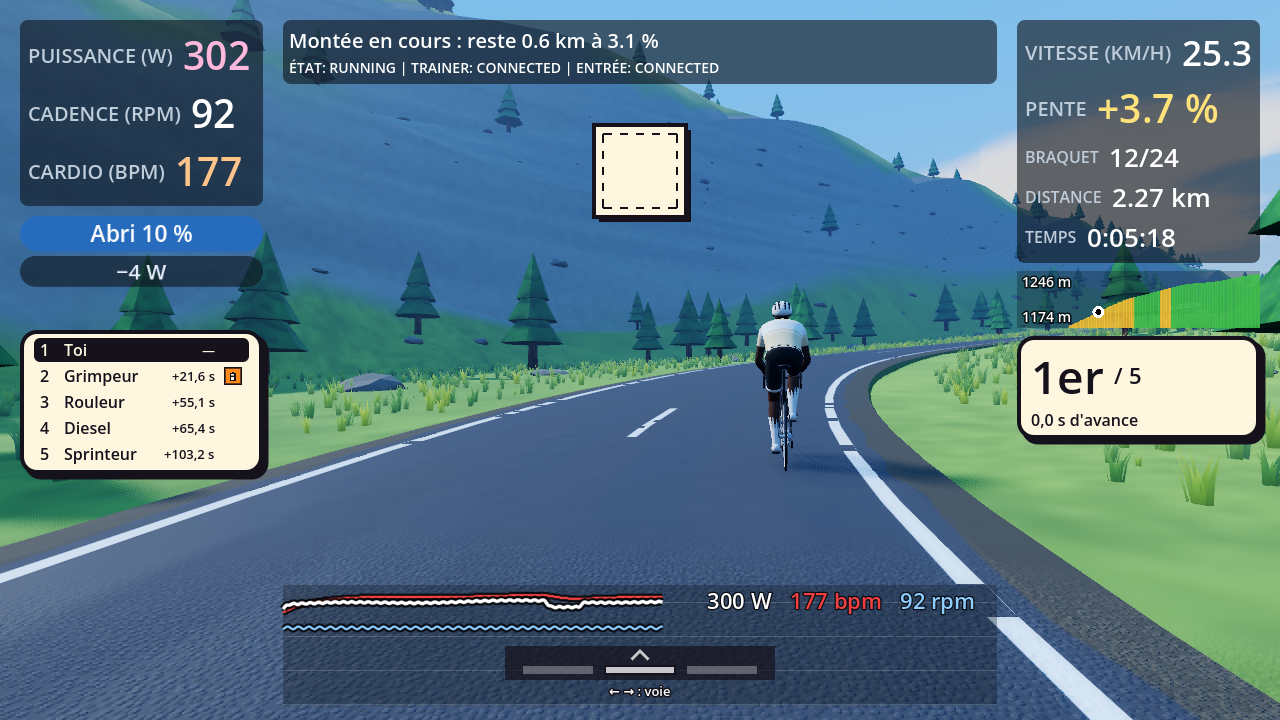 PUISSANCE (W) 302
CADENCE (RPM) 92
CARDIO (BPM) 177
Abri 10 %
−4 W
Montée en cours : reste 0.6 km à 3.1 %
ÉTAT: RUNNING | TRAINER: CONNECTED | ENTRÉE: CONNECTED
VITESSE (KM/H) 25.3
PENTE +3.7 %
BRAQUET 12/24
DISTANCE 2.27 km
TEMPS 0:05:18
1246 m
1174 m
1 Toi —
2 Grimpeur +21,6 s
3 Rouleur +55,1 s
4 Diesel +65,4 s
5 Sprinteur +103,2 s
1er / 5
0,0 s d'avance
300 W 177 bpm 92 rpm
← → : voie